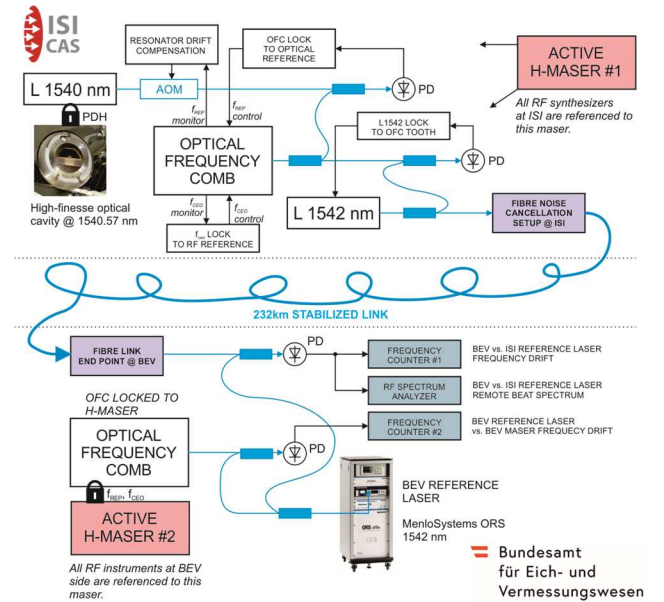 ISI
CAS
RESONATOR DRIFT
COMPENSATION
OFC LOCK
TO OPTICAL
REFERENCE
PD
ACTIVE
H-MASER #1
All RF synthesizers
at ISI are referenced to
this maser.
L 1540 nm
AOM
PDH
fREP
monitor
fREP
control
L1542 LOCK
TO OFC TOOTH
PD
OPTICAL
FREQUENCY
COMB
High-finesse optical
cavity @ 1540.57 nm
fCEO
monitor
fCEO
control
fCEO LOCK
TO RF REFERENCE
L 1542 nm
FIBRE NOISE
CANCELLATION
SETUP @ ISI
232km STABILIZED LINK
FIBRE LINK
END POINT @ BEV
PD
FREQUENCY
COUNTER #1
BEV vs. ISI REFERENCE LASER
FREQUENCY DRIFT
RF SPECTRUM
ANALYZER
BEV vs. ISI REFERENCE LASER
REMOTE BEAT SPECTRUM
FREQUENCY
COUNTER #2
BEV REFERENCE LASER
vs. BEV MASER FREQUECY DRIFT
OFC LOCKED TO
H-MASER
OPTICAL
FREQUENCY
COMB
PD
fREP, fCEO
ACTIVE
H-MASER #2
All RF instruments at BEV
side are referenced to this
maser.
BEV REFERENCE
LASER
MenloSystems ORS
1542 nm
ORS
Bundesamt
für Eich- und
Vermessungswesen